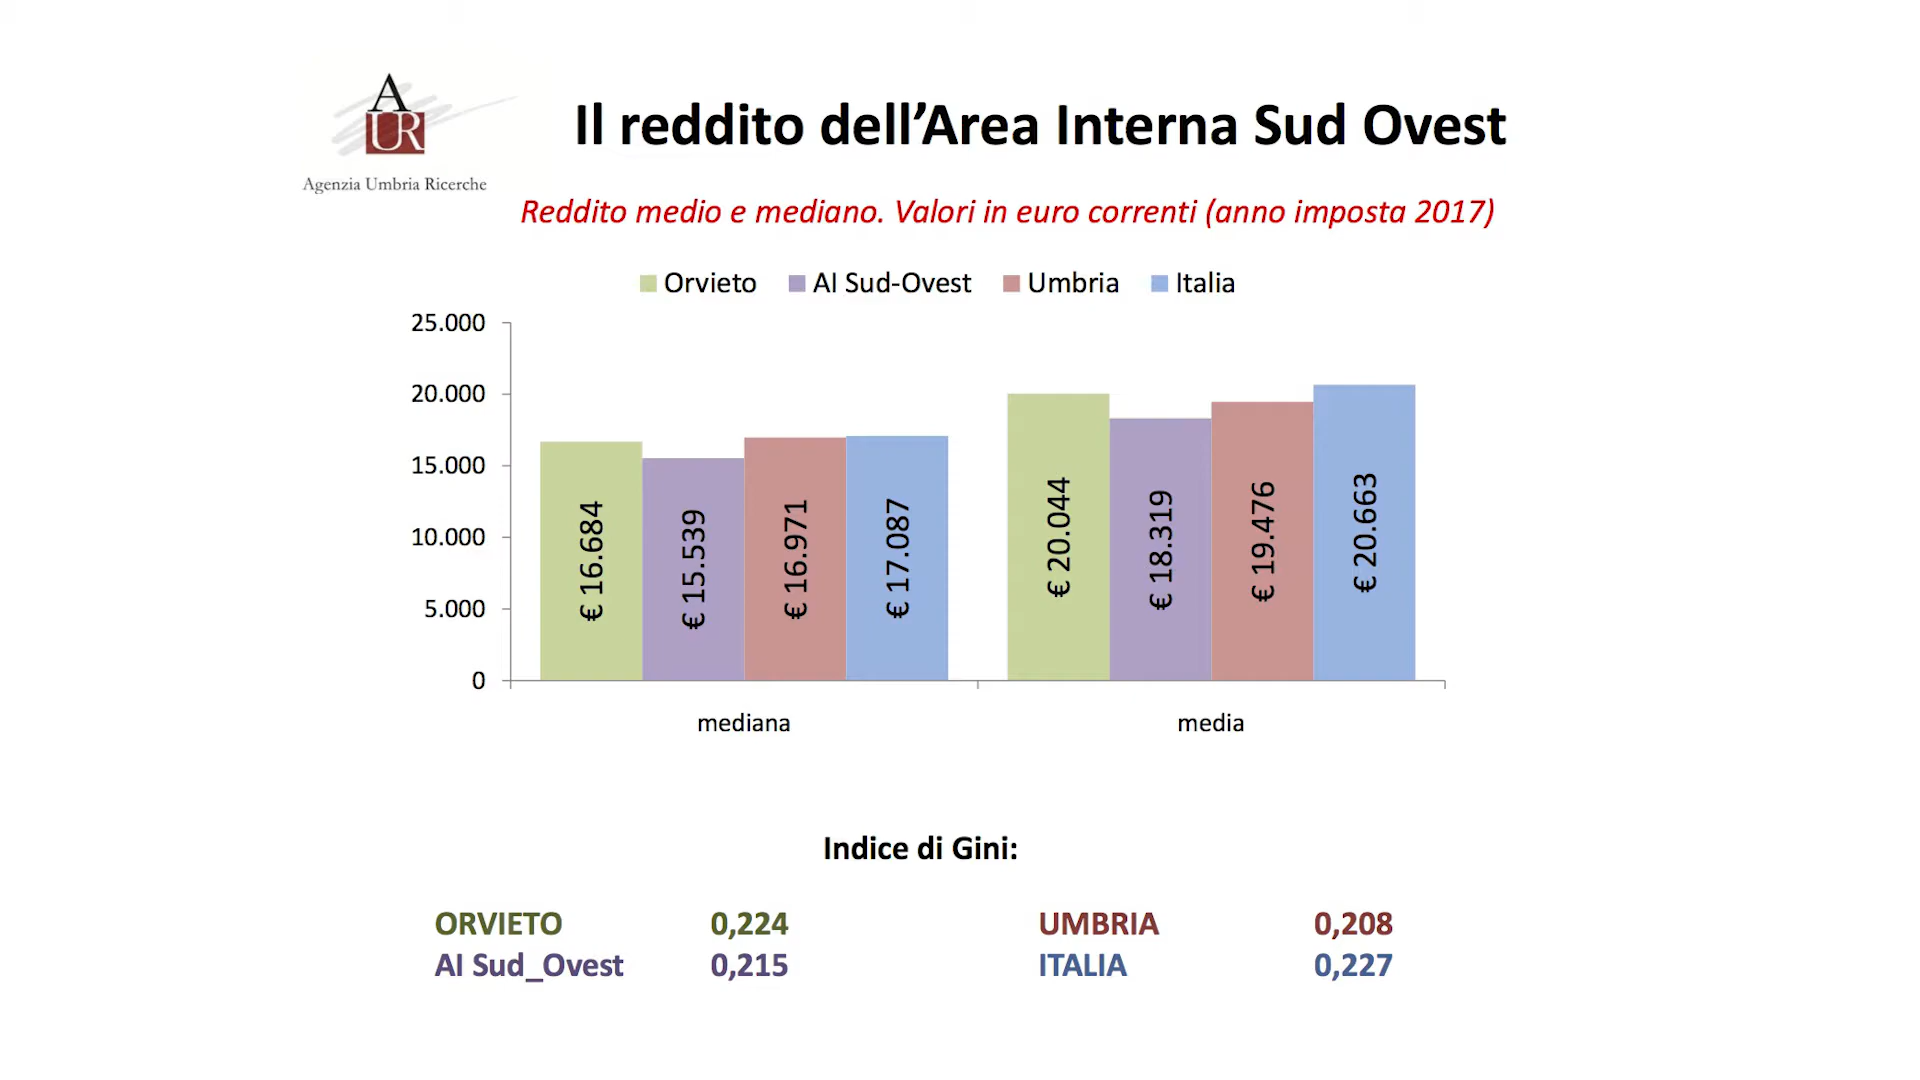 A
UR
Agenzia Umbria Ricerche
Il reddito dell’Area Interna Sud Ovest
Reddito medio e mediano. Valori in euro correnti (anno imposta 2017)
Orvieto AI Sud-Ovest Umbria Italia
25.000
20.000
15.000
10.000
5.000
0
€ 16.684
€ 15.539
€ 16.971
€ 17.087
€ 20.044
€ 18.319
€ 19.476
€ 20.663
mediana media
Indice di Gini:
ORVIETO 0,224 UMBRIA 0,208
AI Sud_Ovest 0,215 ITALIA 0,227